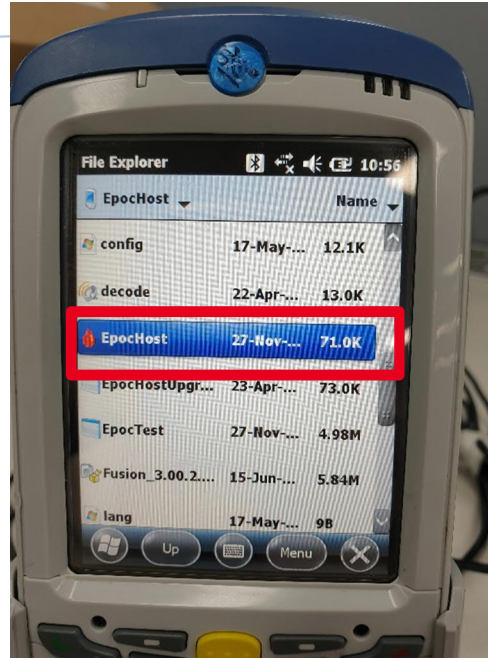 File Explorer 10:56
EpocHost Name
config 17-May-... 12.1K
decode 22-Apr-... 13.0K
EpocHost 27-Nov-... 71.0K
EpocHostUpgr... 23-Apr-... 73.0K
EpocTest 27-Nov-... 4.98M
Fusion_3.00.2.... 15-Jun-... 5.84M
lang 17-May-... 9B
Up Menu